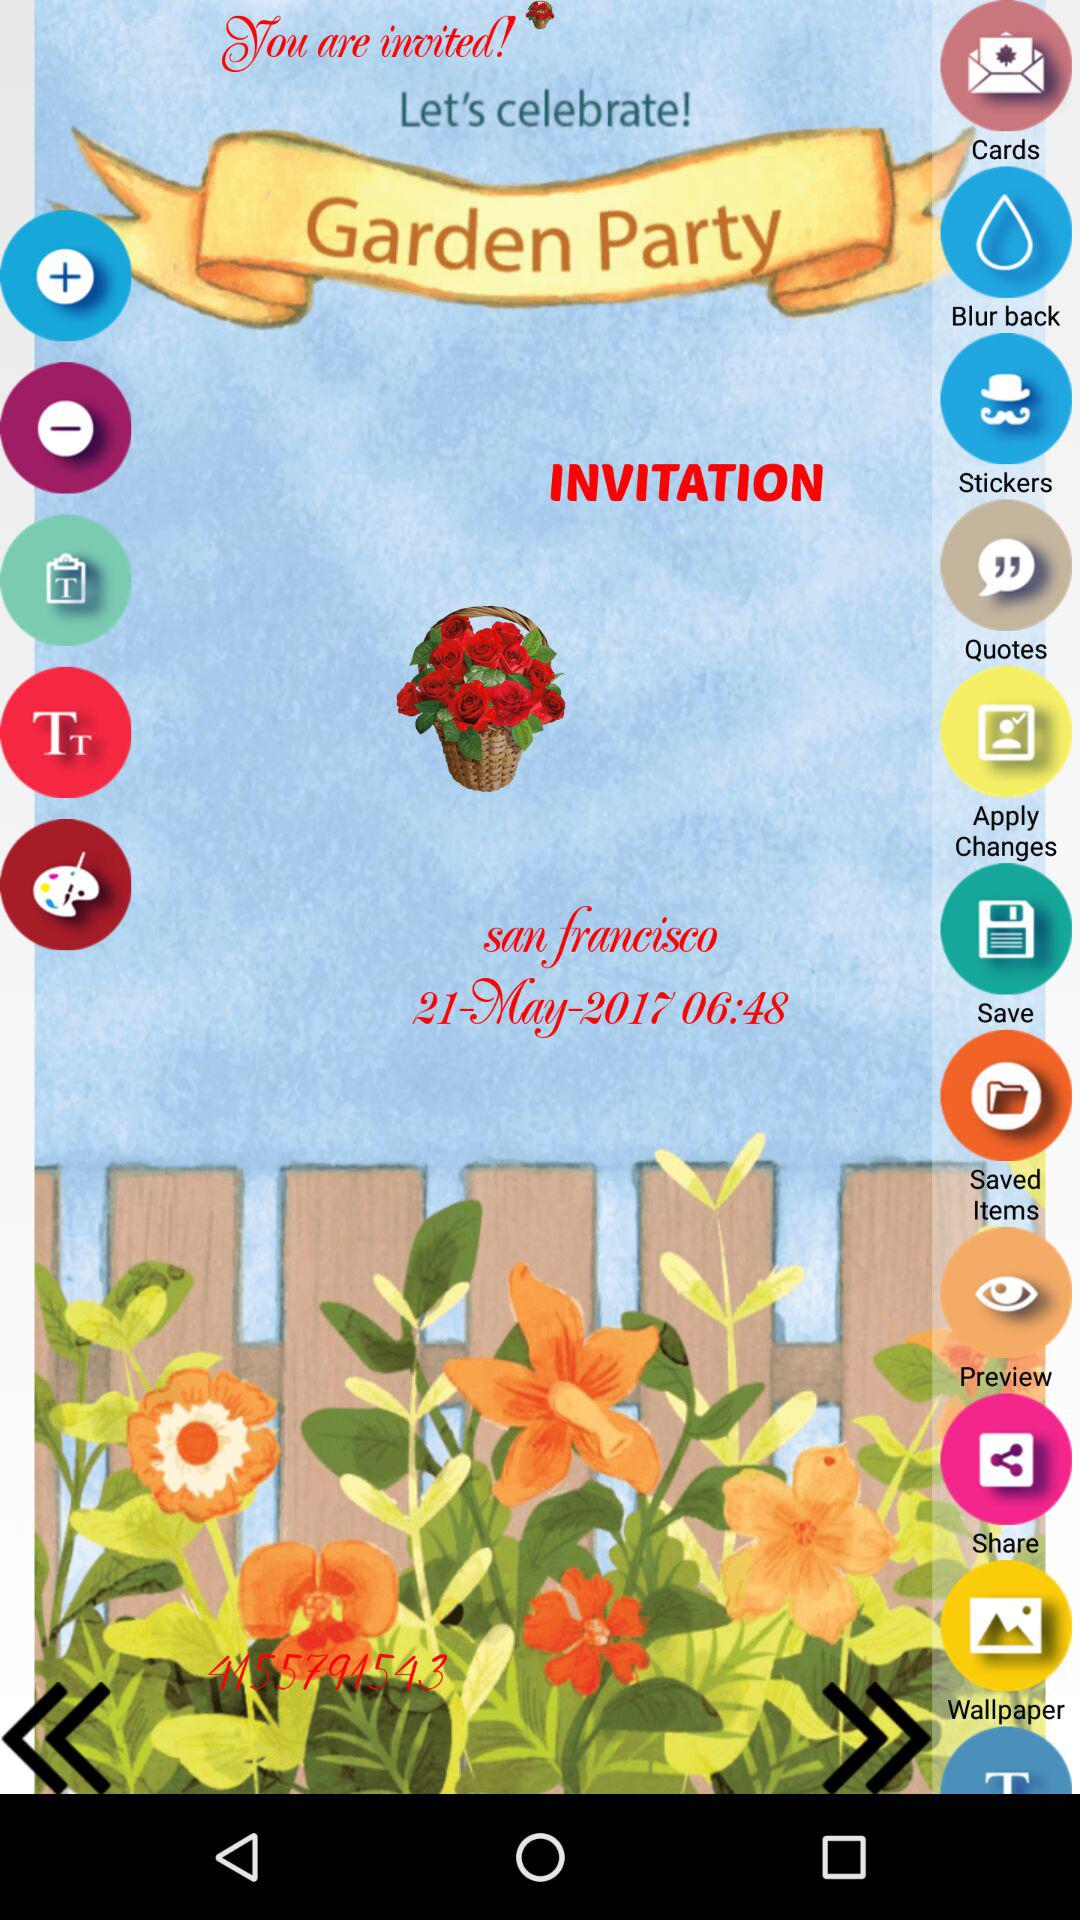 You are invited!
Let's celebrate!
Garden Party
INVITATION
san francisco
21-May-2017 06:48
4155791543
Cards
Blur back
Stickers
Quotes
Apply
Changes
Save
Saved
Items
Preview
Share
Wallpaper
T
TT
T